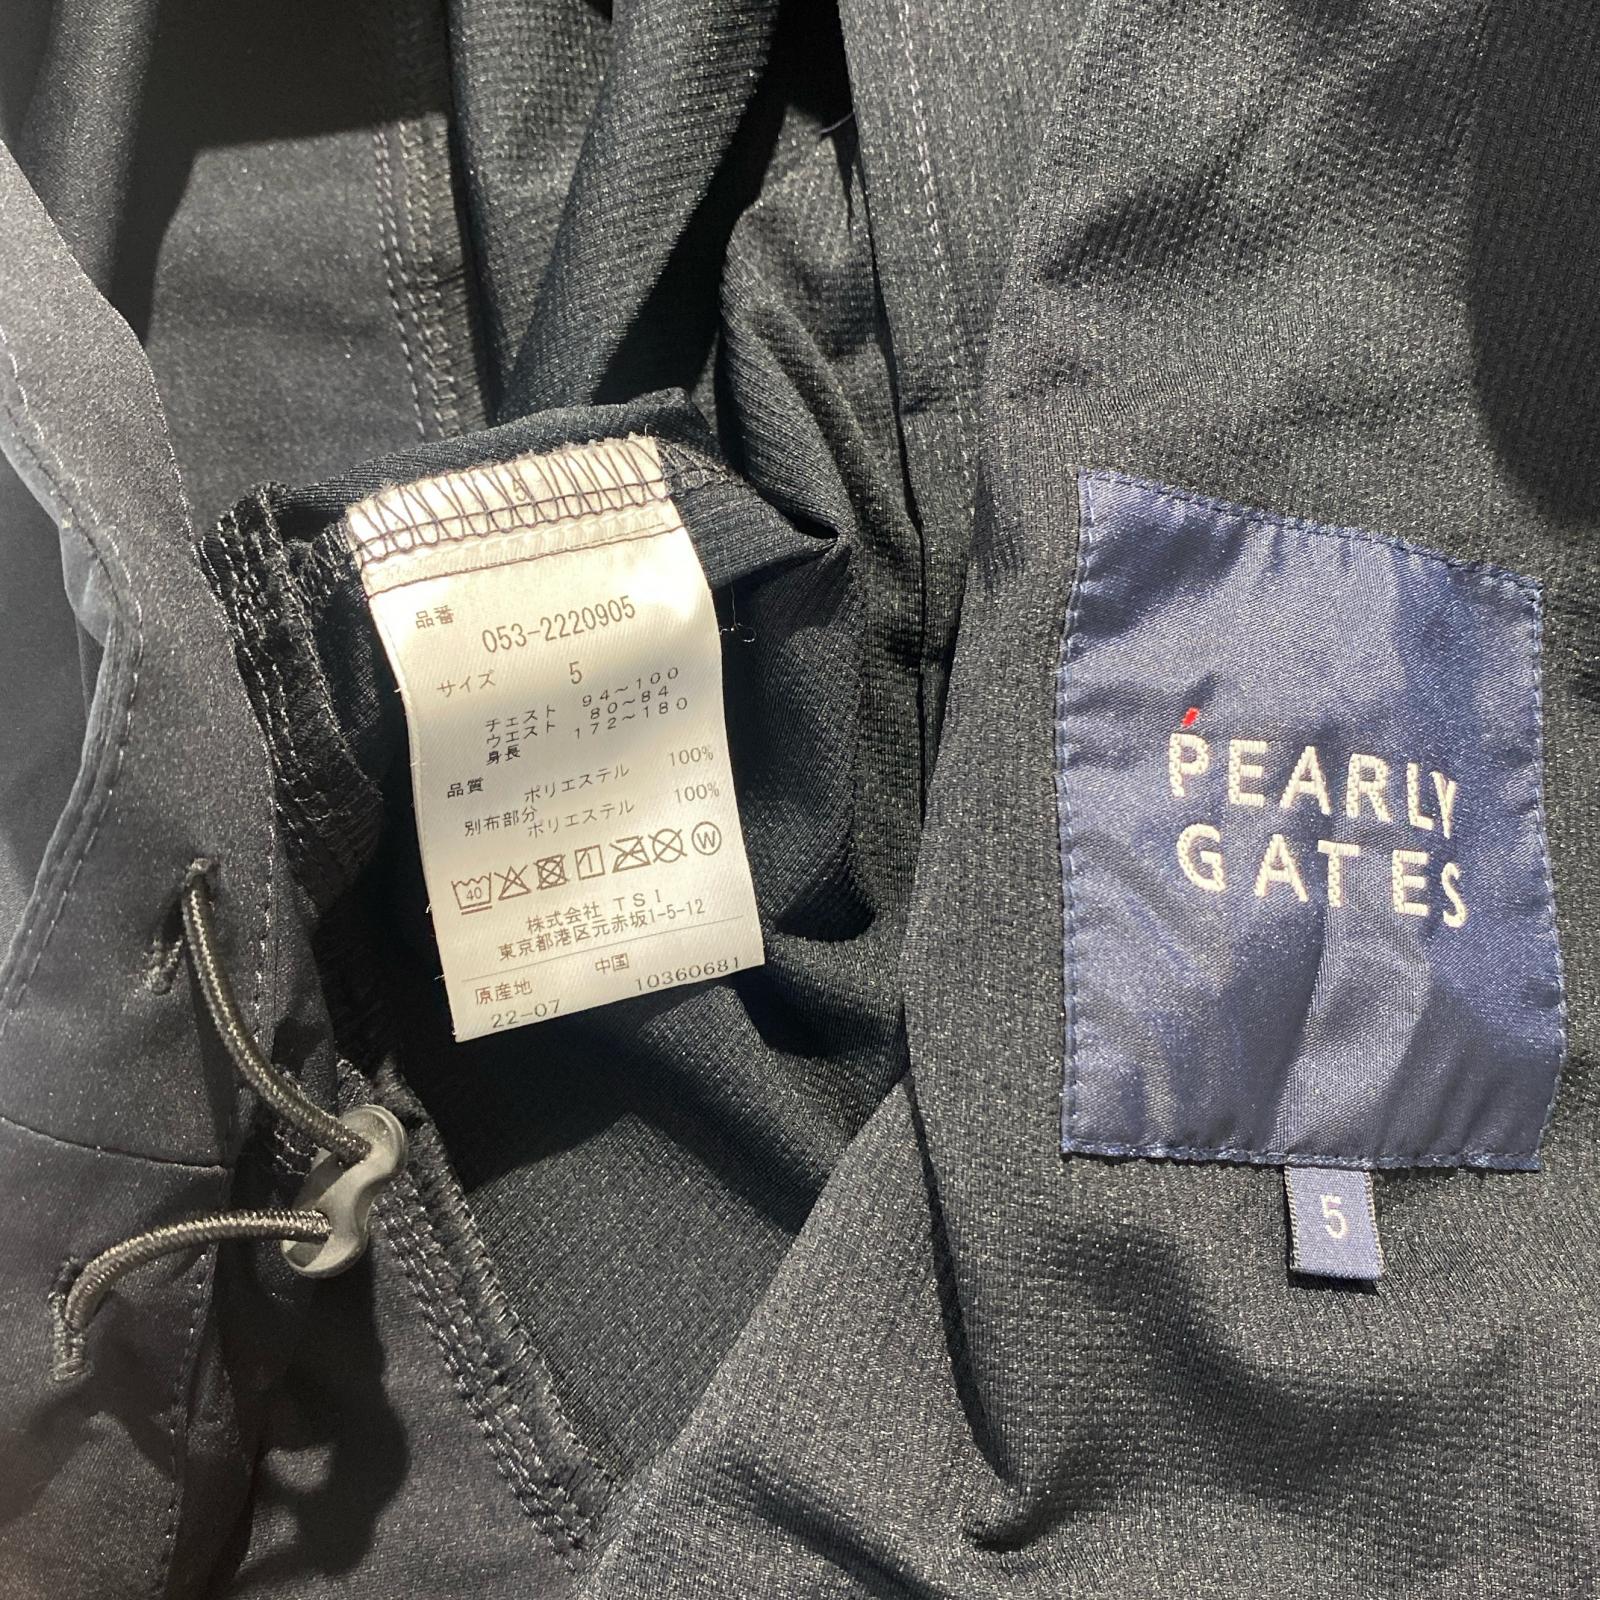 5
品番
053-2220905
サイズ 5
チェスト 94~100
ウエスト 80~84
身長 172~180
品質 ポリエステル 100%
別布部分 ポリエステル 100%
40 W
株式会社 TSI
東京都港区元赤坂1-5-12
中国
原産地 10360681
22-07
PEARLY
GATES
5